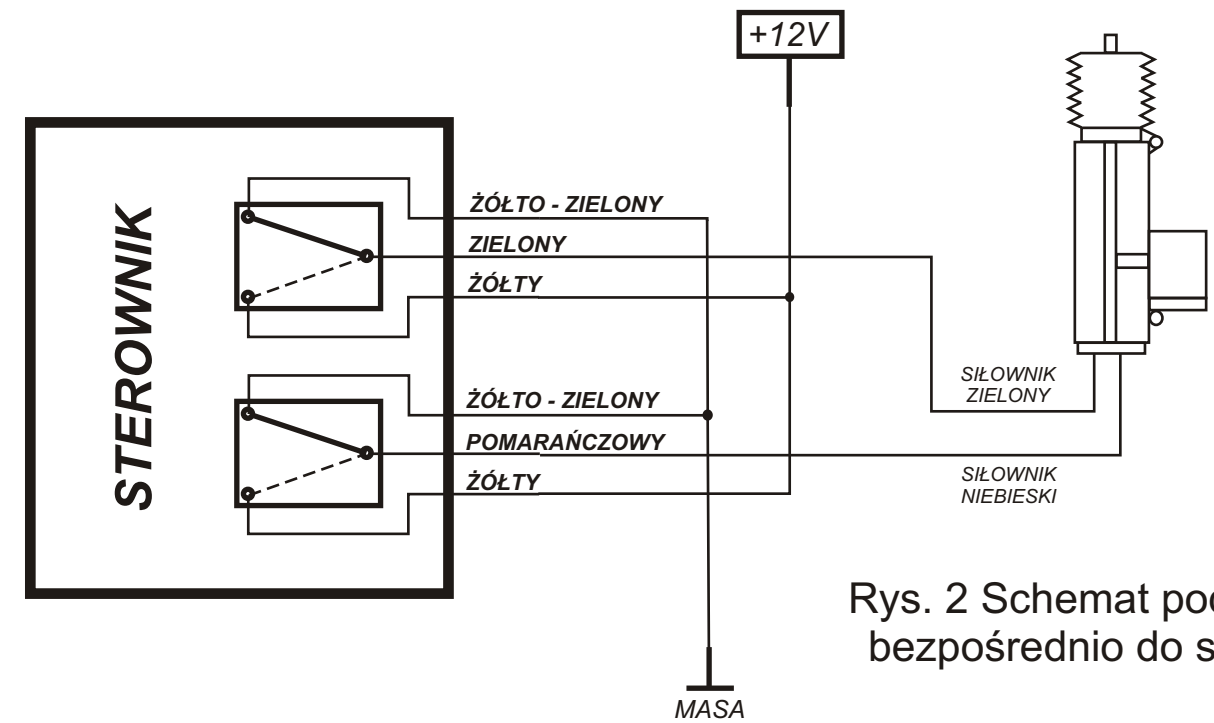 +12V
STEROWNIK
ŻÓŁTO - ZIELONY
ZIELONY
ŻÓŁTY
ŻÓŁTO - ZIELONY
POMARAŃCZOWY
ŻÓŁTY
SIŁOWNIK
ZIELONY
SIŁOWNIK
NIEBIESKI
Rys. 2 Schemat
bezpośrednio do
MASA